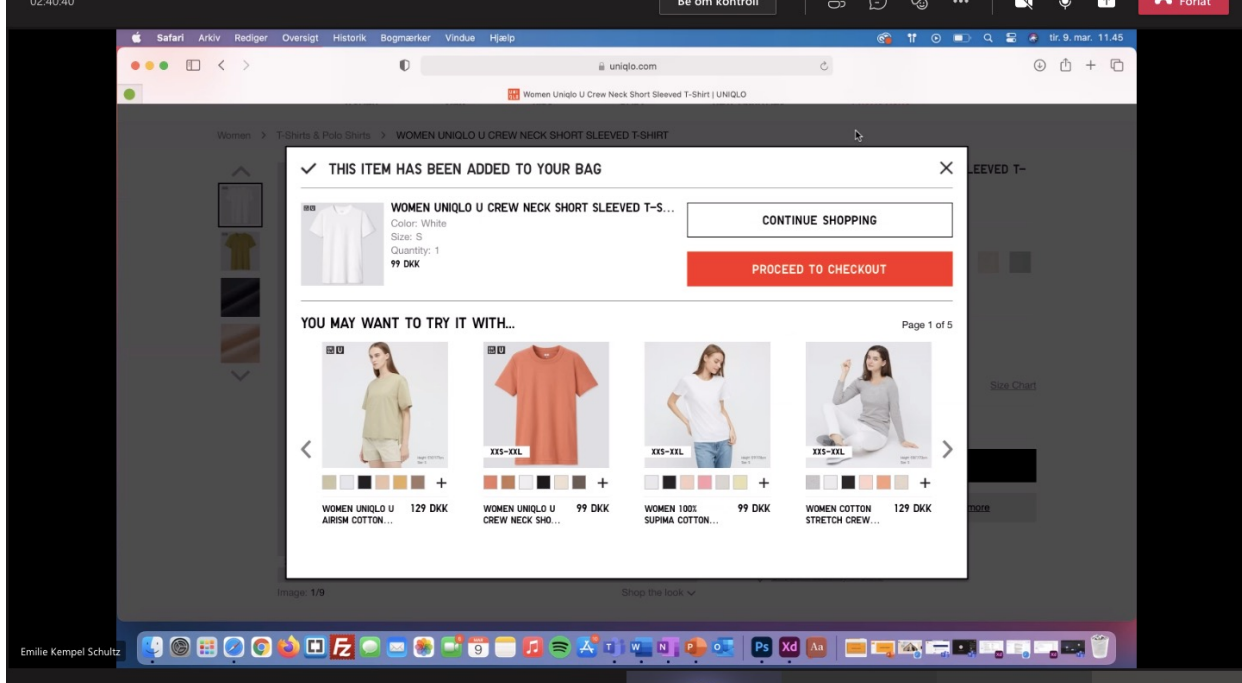 02:40:40
Be om kontroll
Forlat
Safari Arkiv Rediger Oversigt Historik Bogmærker Vindue Hjælp
tir. 9. mar. 11.45
uniqlo.com
Women Uniqlo U Crew Neck Short Sleeved T-Shirt | UNIQLO
Women > T-Shirts & Polo Shirts > WOMEN UNIQLO U CREW NECK SHORT SLEEVED T-SHIRT
THIS ITEM HAS BEEN ADDED TO YOUR BAG
LEEVED T-
WOMEN UNIQLO U CREW NECK SHORT SLEEVED T-S...
Color: White
Size: S
Quantity: 1
99 DKK
CONTINUE SHOPPING
PROCEED TO CHECKOUT
YOU MAY WANT TO TRY IT WITH...
Page 1 of 5
Size Chart
XXS-XXL
XXS-XXL
XXS-XXL
WOMEN UNIQLO U
AIRISM COTTON...
129 DKK
WOMEN UNIQLO U
CREW NECK SHO...
99 DKK
WOMEN 100%
SUPIMA COTTON...
99 DKK
WOMEN COTTON
STRETCH CREW...
129 DKK
more
Image: 1/9
Shop the look
Emilie Kempel Schultz